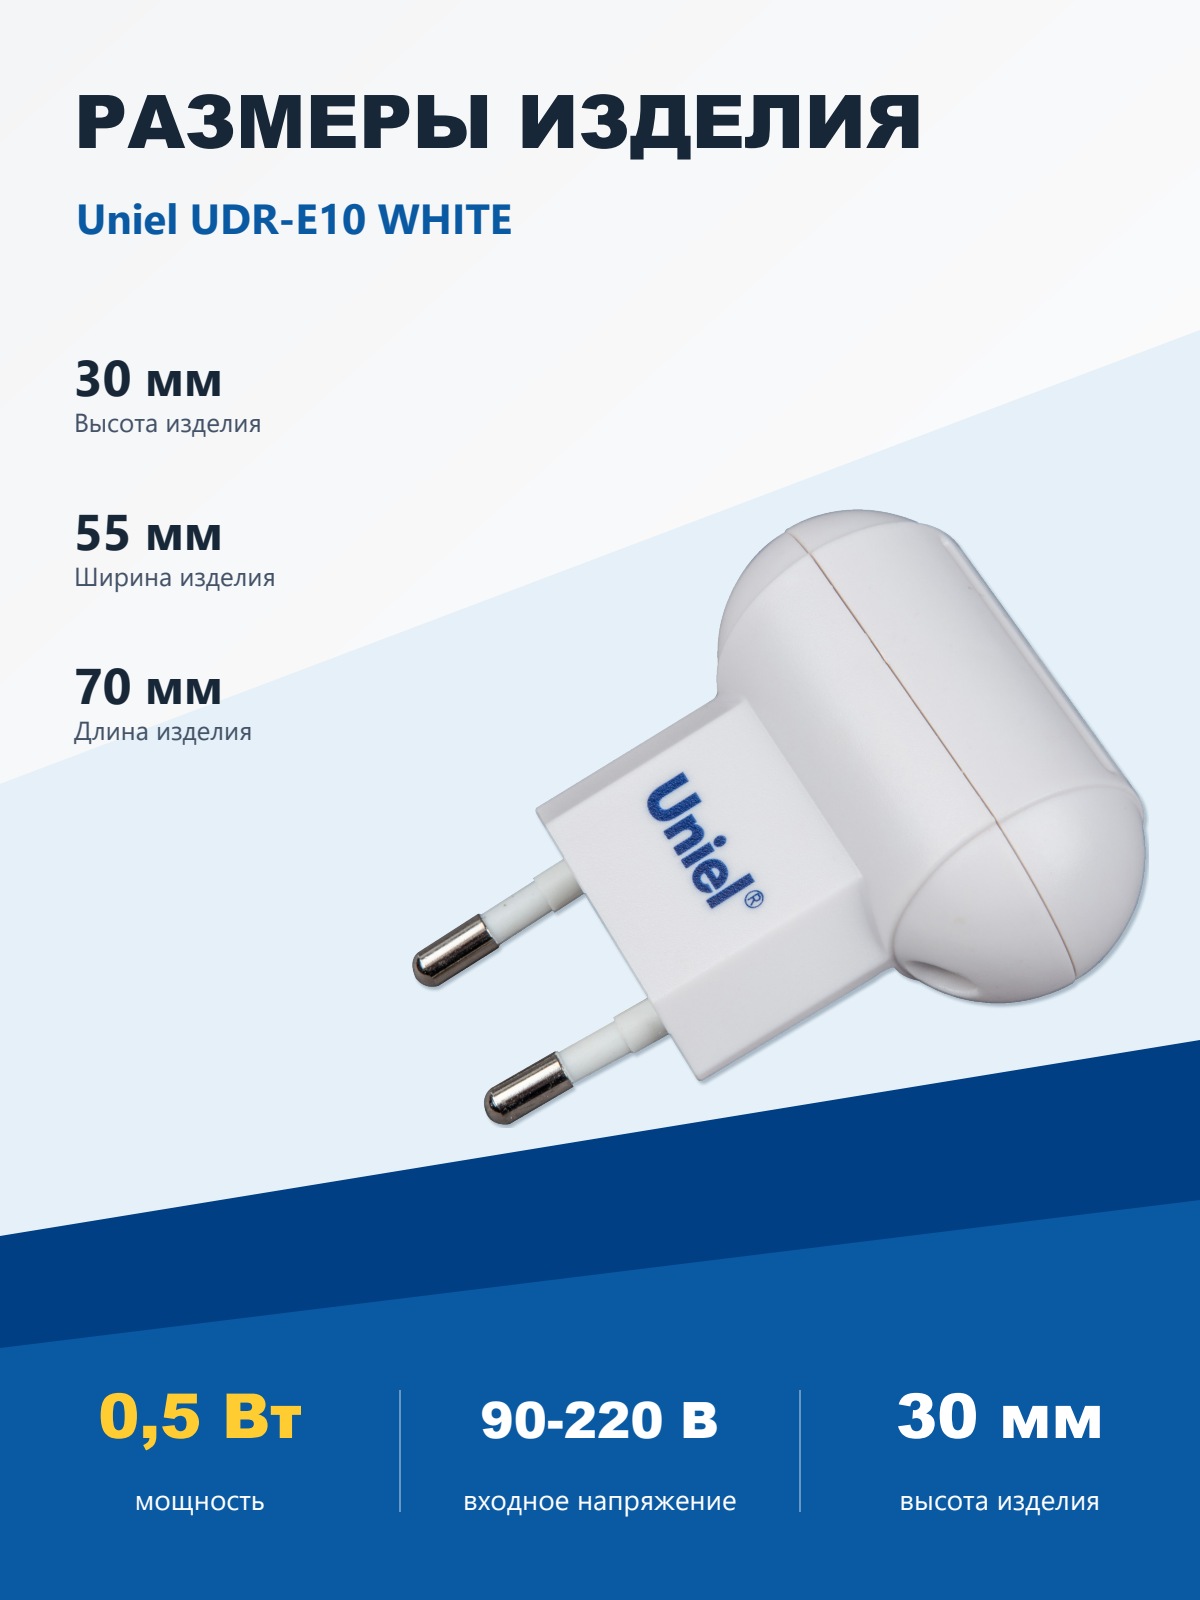 РАЗМЕРЫ ИЗДЕЛИЯ
Uniel UDR-E10 WHITE
30 мм
Высота изделия
55 мм
Ширина изделия
70 мм
Длина изделия
Uniel®
0,5 Вт
мощность
90-220 В
входное напряжение
30 мм
высота изделия